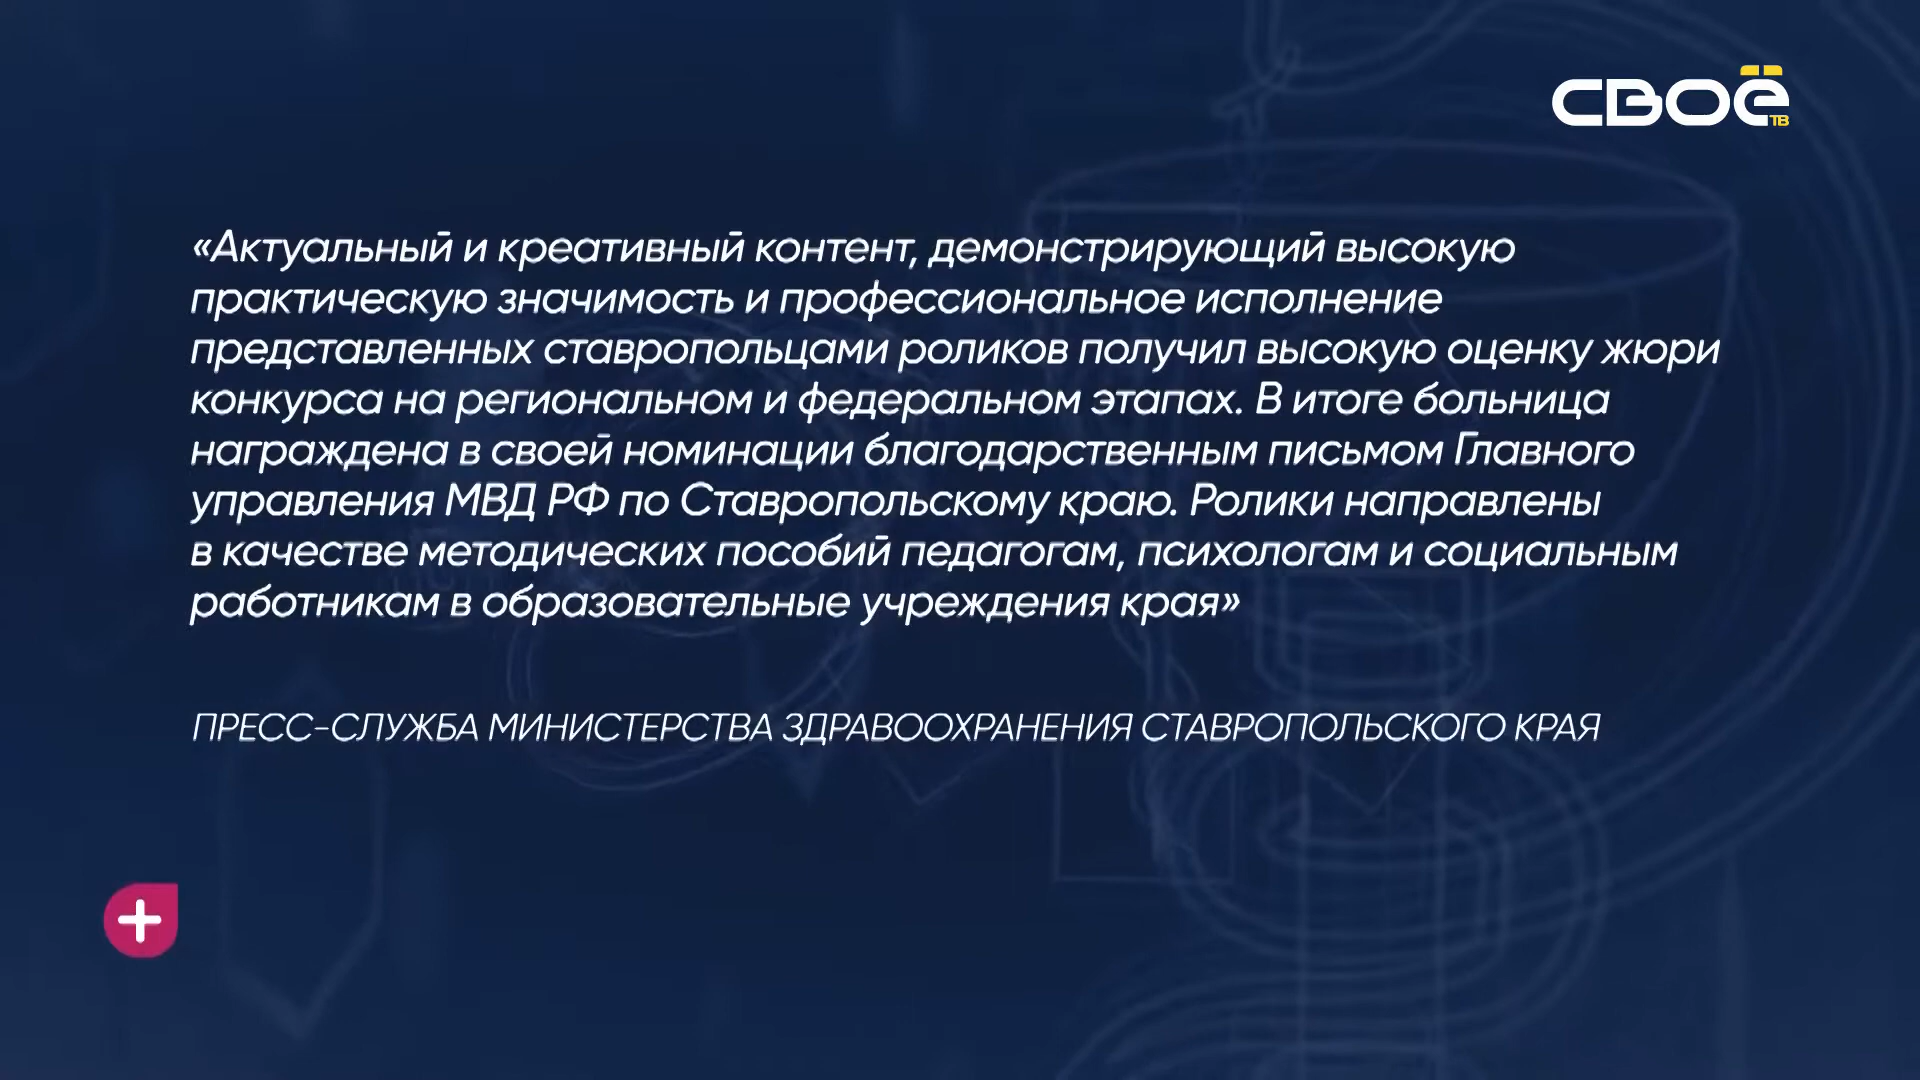 СВОЁ
ТВ
«Актуальный и креативный контент, демонстрирующий высокую
практическую значимость и профессиональное исполнение
представленных ставропольцами роликов получил высокую оценку жюри
конкурса на региональном и федеральном этапах. В итоге больница
награждена в своей номинации благодарственным письмом Главного
управления МВД РФ по Ставропольскому краю. Ролики направлены
в качестве методических пособий педагогам, психологам и социальным
работникам в образовательные учреждения края»
ПРЕСС-СЛУЖБА МИНИСТЕРСТВА ЗДРАВООХРАНЕНИЯ СТАВРОПОЛЬСКОГО КРАЯ